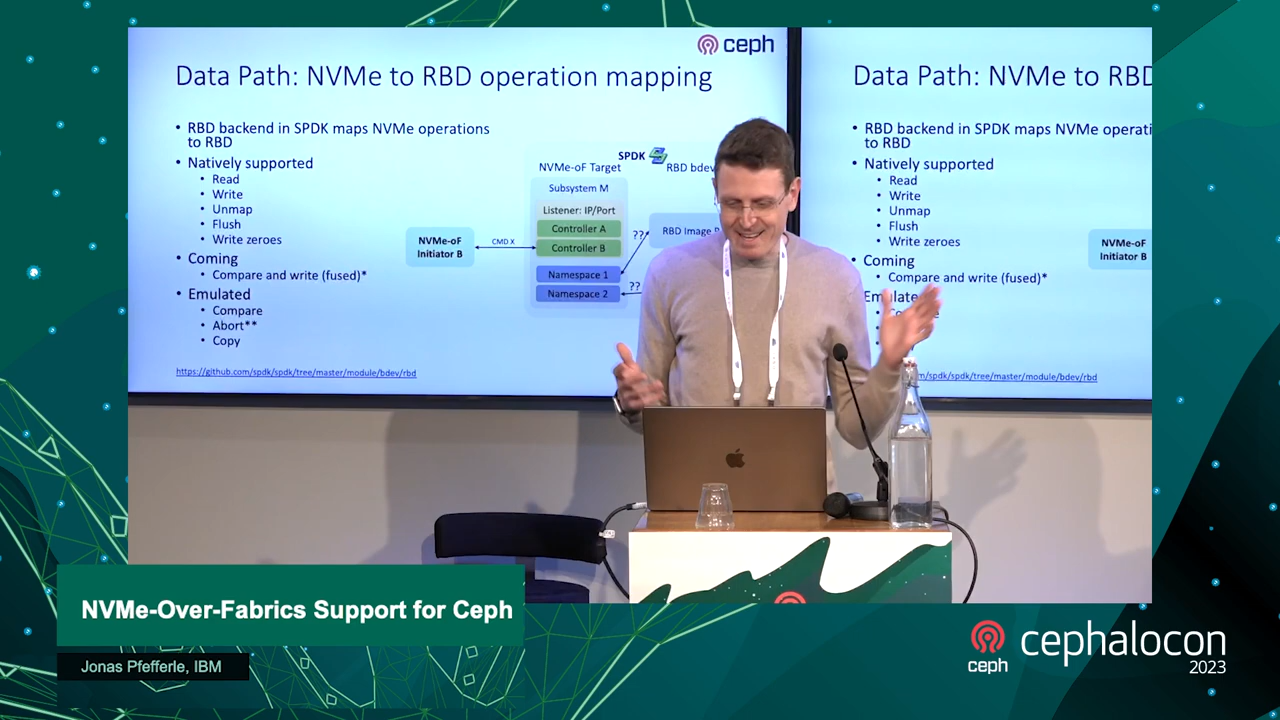 ceph
Data Path: NVMe to RBD operation mapping
• RBD backend in SPDK maps NVMe operations
to RBD
• Natively supported
• Read
• Write
• Unmap
• Flush
• Write zeroes
• Coming
• Compare and write (fused)*
• Emulated
• Compare
• Abort**
• Copy
https://github.com/spdk/spdk/tree/master/module/bdev/rbd
SPDK
NVMe-oF Target
RBD bdev
Subsystem M
Listener: IP/Port
Controller A
Controller B
Namespace 1
Namespace 2
NVMe-oF
Initiator B
CMD X
??
??
RBD Image
Data Path: NVMe to RBD
• RBD backend in SPDK maps NVMe operati
to RBD
• Natively supported
• Read
• Write
• Unmap
• Flush
• Write zeroes
• Coming
• Compare and write (fused)*
Emulate
m/spdk/spdk/tree/master/module/bdev/rbd
NVMe-oF
Initiator B
NVMe-Over-Fabrics Support for Ceph
Jonas Pfefferle, IBM
ceph
cephalocon
2023